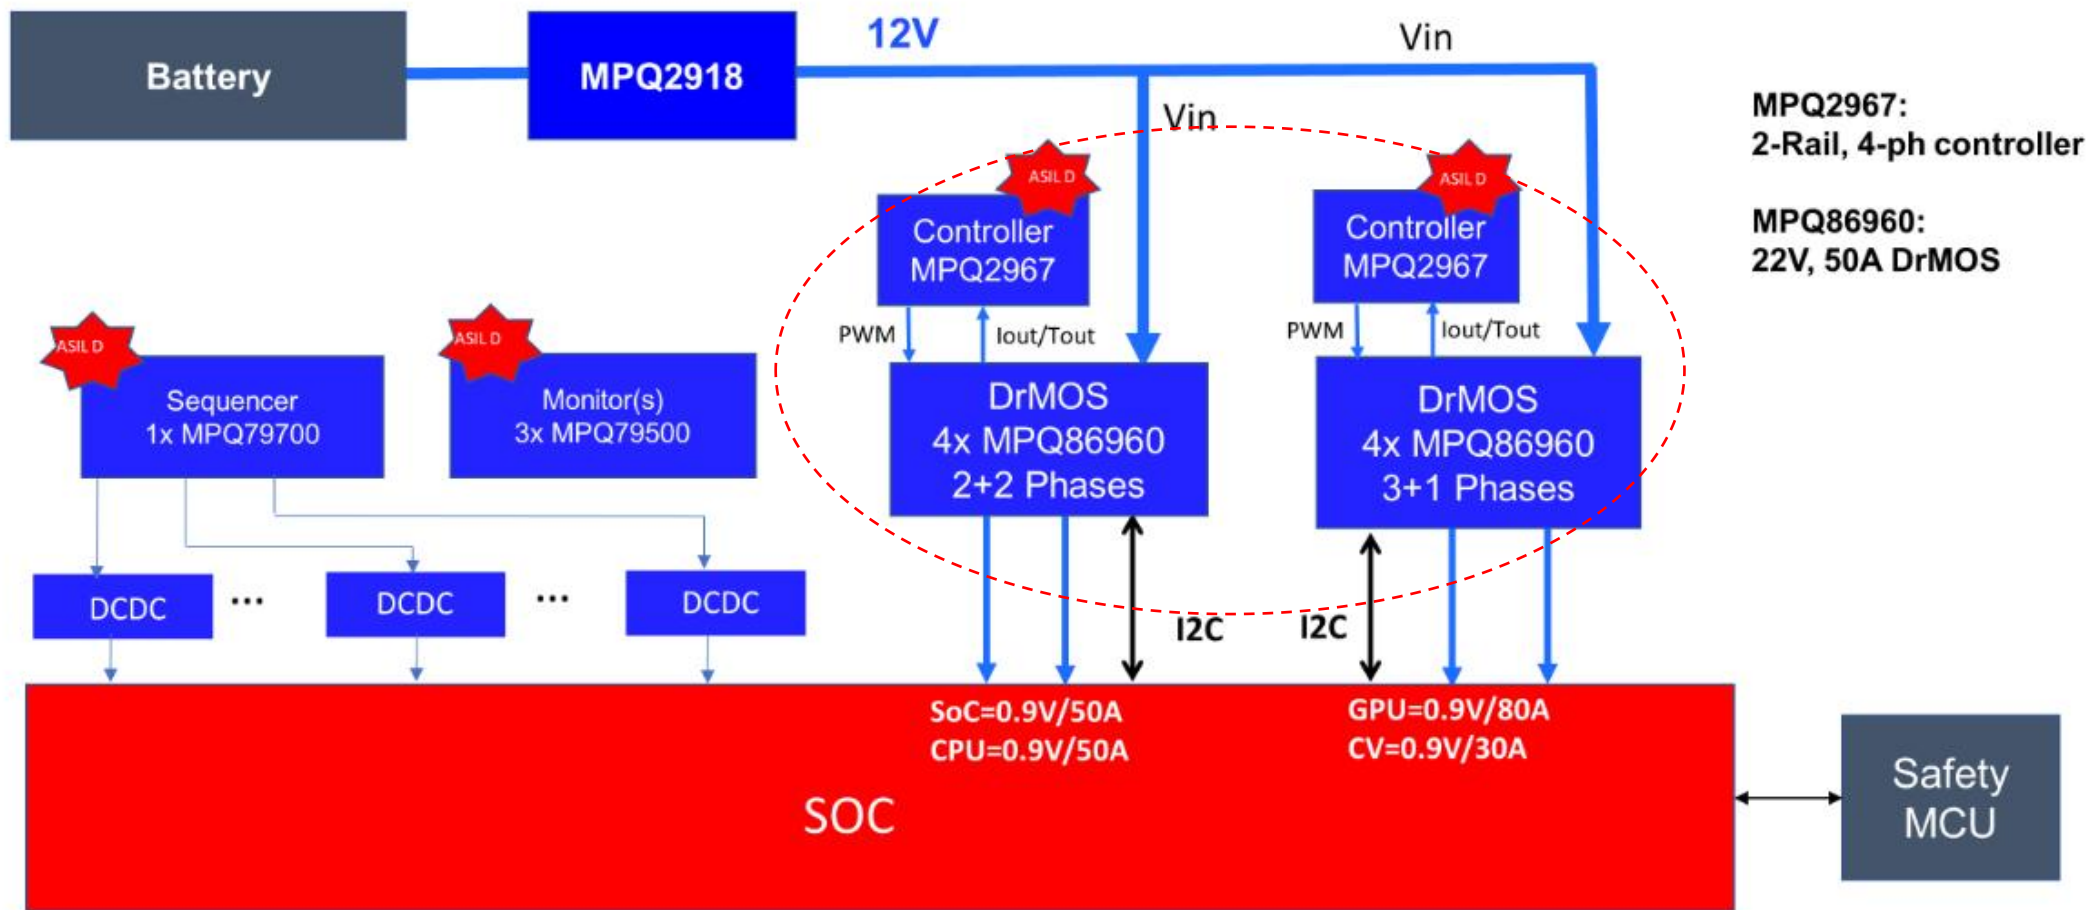 Battery
MPQ2918
12V
Vin
Vin
MPQ2967:
2-Rail, 4-ph controller
MPQ86960:
22V, 50A DrMOS
ASIL D
Controller
MPQ2967
PWM
Iout/Tout
DrMOS
4x MPQ86960
2+2 Phases
I2C
ASIL D
Controller
MPQ2967
PWM
Iout/Tout
DrMOS
4x MPQ86960
3+1 Phases
I2C
ASIL D
Sequencer
1x MPQ79700
ASIL D
Monitor(s)
3x MPQ79500
DCDC
...
DCDC
...
DCDC
SoC=0.9V/50A
CPU=0.9V/50A
GPU=0.9V/80A
CV=0.9V/30A
SOC
Safety
MCU